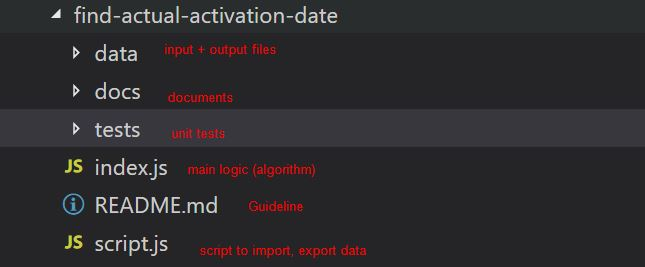 find-actual-activation-date
data input + output files
docs documents
tests unit tests
JS index.js main logic (algorithm)
README.md Guideline
JS script.js script to import, export data